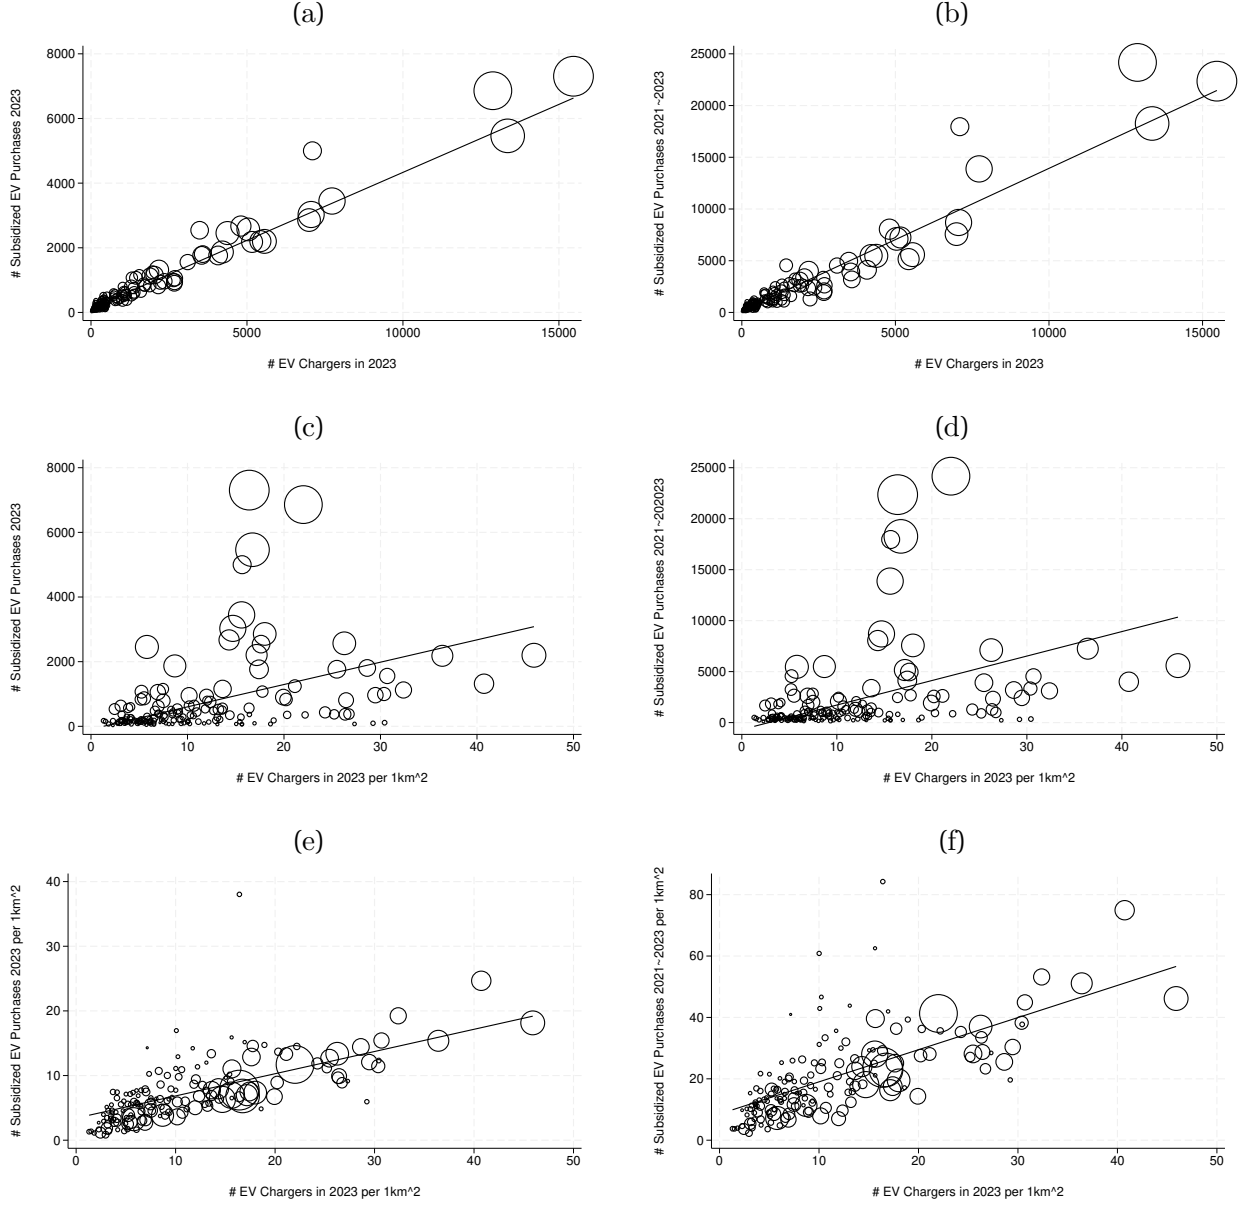 (a)
# Subsidized EV Purchases 2023
8000
6000
4000
2000
0
0 5000 10000 15000
# EV Chargers in 2023
(b)
# Subsidized EV Purchases 2021~2023
25000
20000
15000
10000
5000
0
0 5000 10000 15000
# EV Chargers in 2023
(c)
# Subsidized EV Purchases 2023
8000
6000
4000
2000
0
0 10 20 30 40 50
# EV Chargers in 2023 per 1km^2
(d)
# Subsidized EV Purchases 2021~202023
25000
20000
15000
10000
5000
0
0 10 20 30 40 50
# EV Chargers in 2023 per 1km^2
(e)
# Subsidized EV Purchases 2023 per 1km^2
40
30
20
10
0
0 10 20 30 40 50
# EV Chargers in 2023 per 1km^2
(f)
# Subsidized EV Purchases 2021~2023 per 1km^2
80
60
40
20
0
0 10 20 30 40 50
# EV Chargers in 2023 per 1km^2